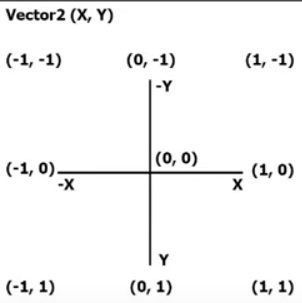 Vector2 (X, Y)
(-1, -1) (0, -1) (1, -1)
-Y
(0, 0)
(-1, 0) (1, 0)
-X X
Y
(-1, 1) (0, 1) (1, 1)